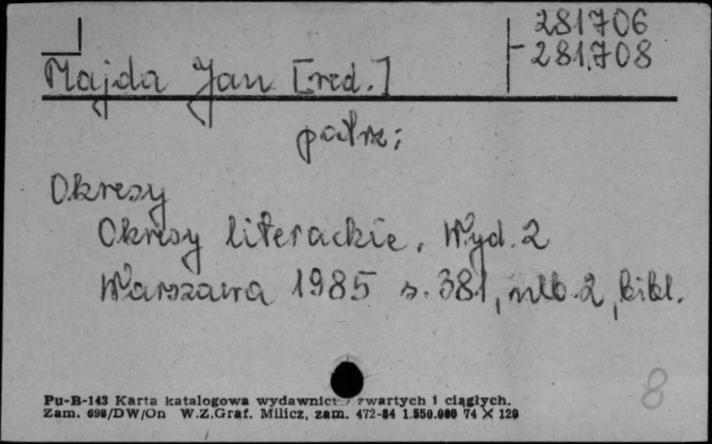 281706
281708
Majda Jan [red.]
patrz:
Okresy
Okresy literackie. Wyd. 2
Warszawa 1985 s. 381, nlb. 2, bibl.
8
Pu-B-143 Karta katalogowa wydawnict zwartych i ciągłych.
Zam. 698/DW/On W.Z.Graf. Milicz, zam. 472-84 1.550.000 74 X 120